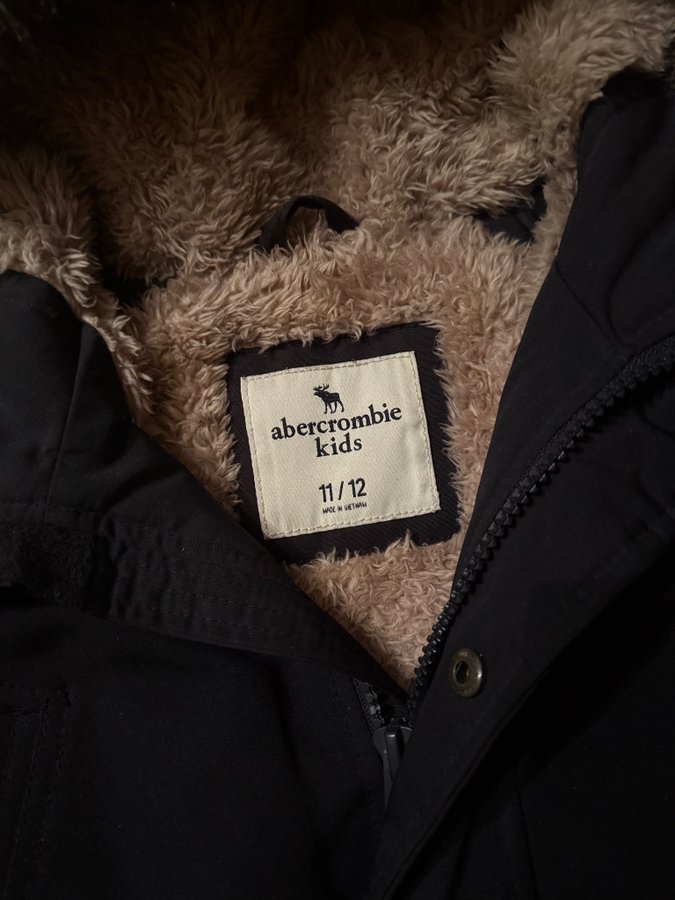 abercrombie
kids
11 / 12
MADE IN VIETNAM